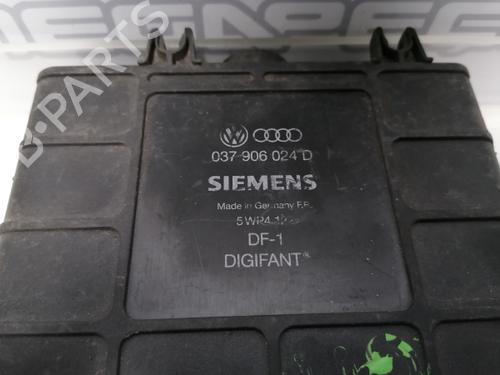 037 906 024 D
SIEMENS
Made in Germany
DF-1
DIGIFANT
B-PARTS